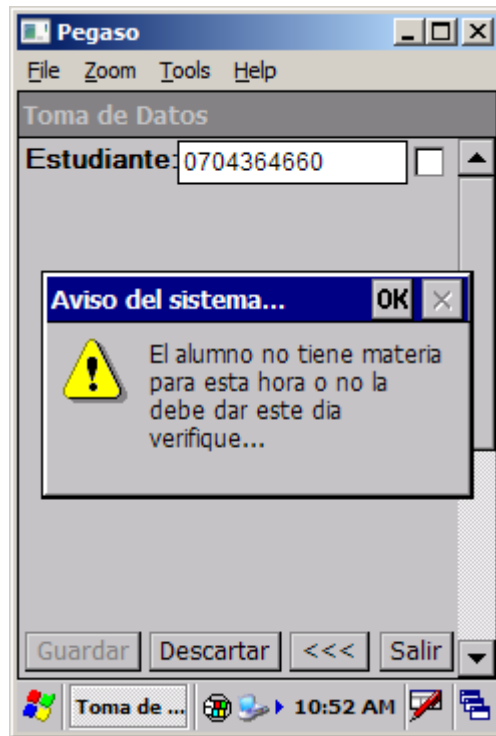 Pegaso
File Zoom Tools Help
Toma de Datos
Estudiante: 0704364660
Aviso del sistema... OK
El alumno no tiene materia
para esta hora o no la
debe dar este dia
verifique...
Guardar Descartar <<< Salir
Toma de ... 10:52 AM